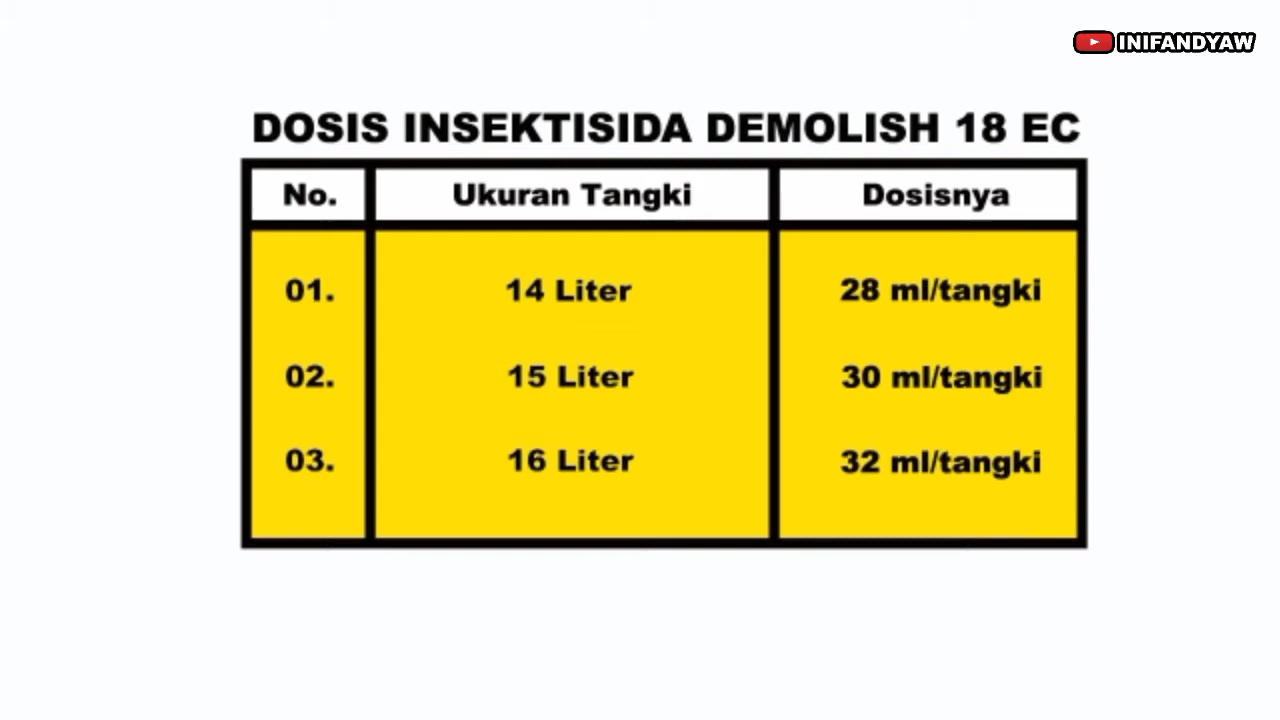 INIFANDYAW
DOSIS INSEKTISIDA DEMOLISH 18 EC
No. Ukuran Tangki Dosisnya
01. 14 Liter 28 ml/tangki
02. 15 Liter 30 ml/tangki
03. 16 Liter 32 ml/tangki